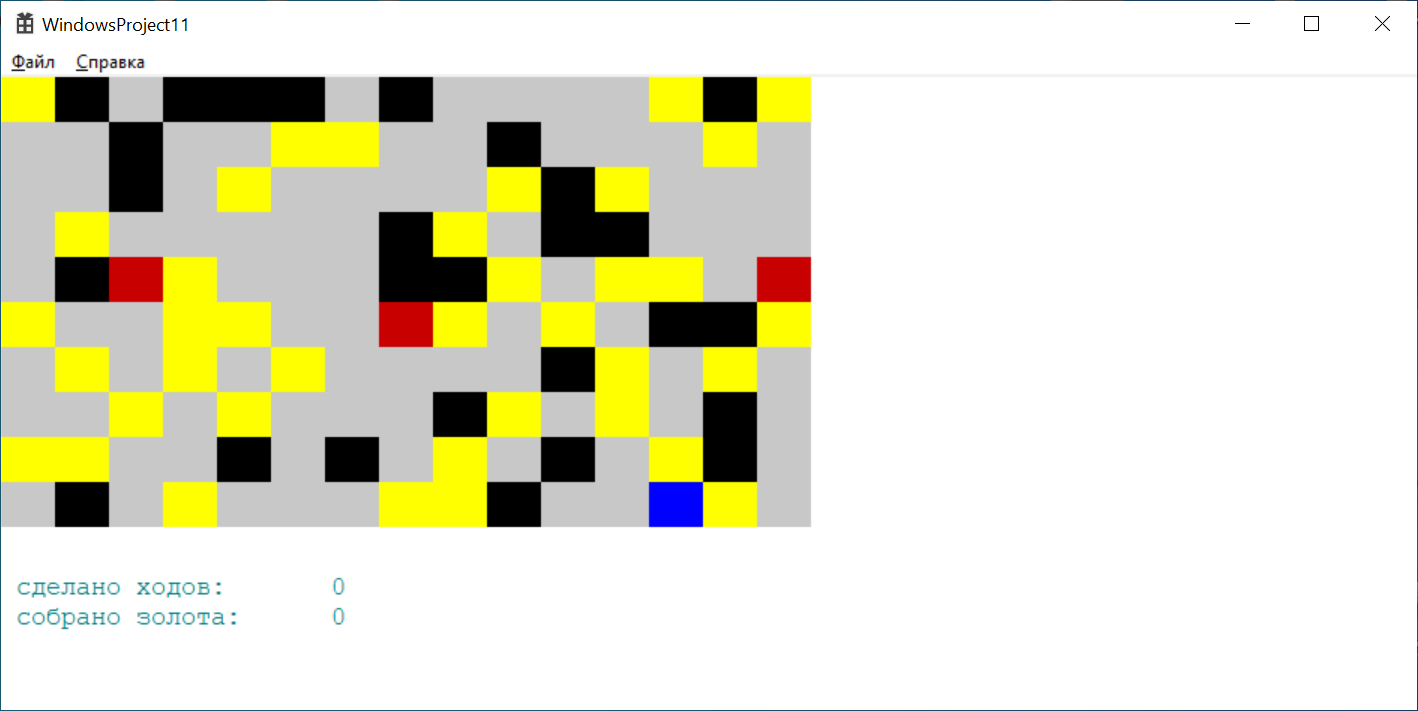 WindowsProject11
Файл Справка
сделано ходов: 0
собрано золота: 0